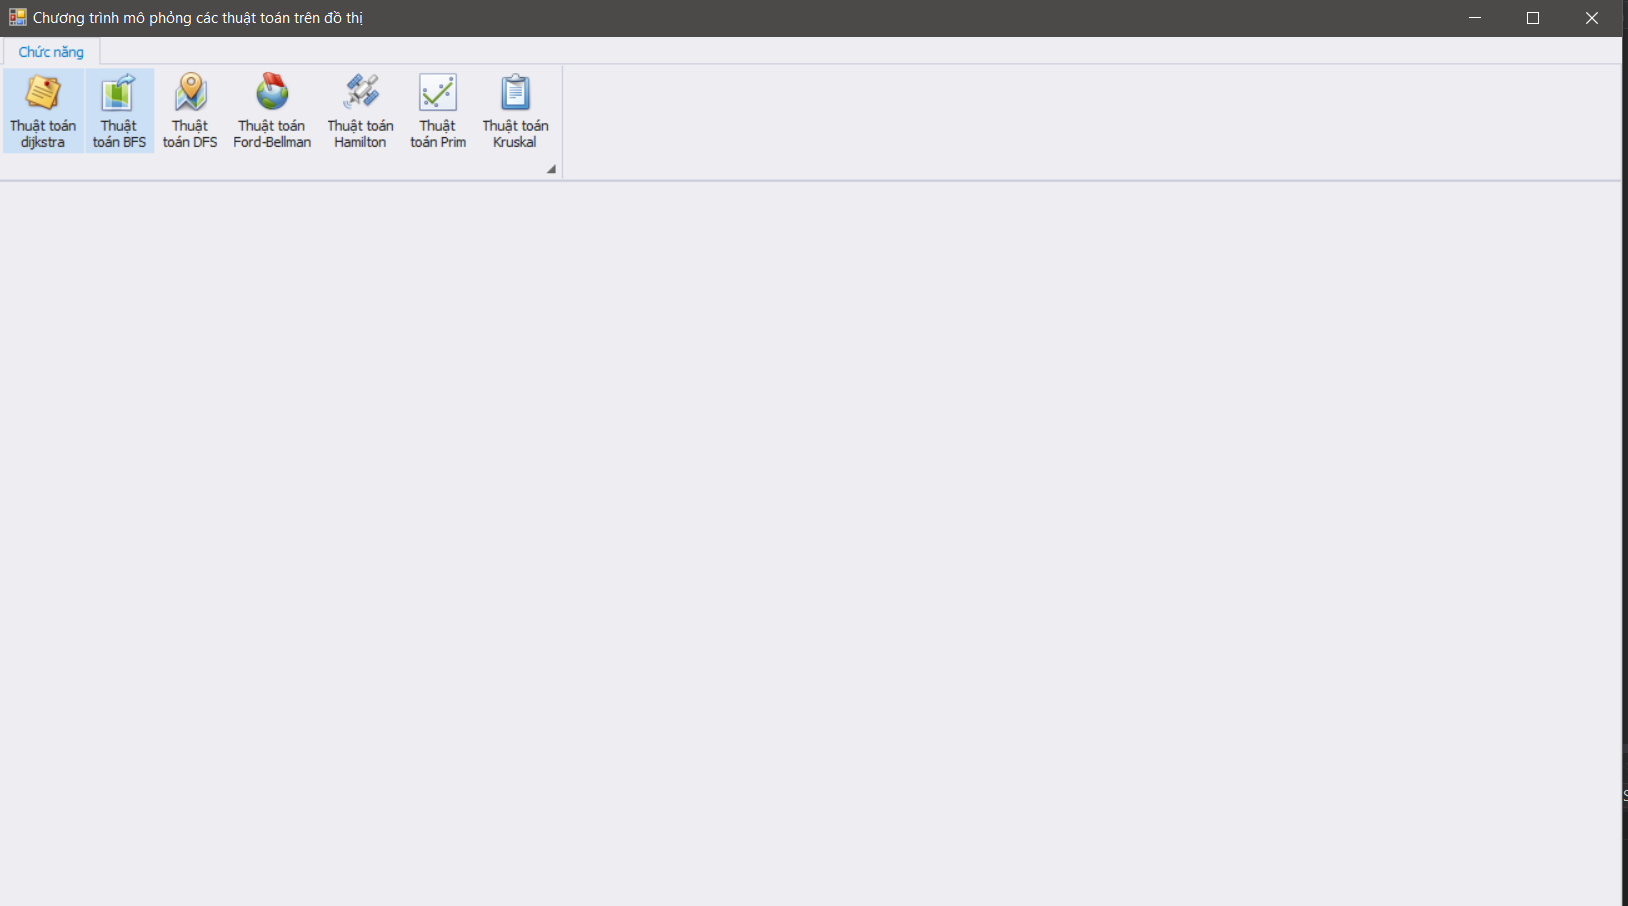 Chương trình mô phỏng các thuật toán trên đồ thị
Chức năng
Thuật toán
dijkstra
Thuật
toán BFS
Thuật
toán DFS
Thuật toán
Ford-Bellman
Thuật toán
Hamilton
Thuật
toán Prim
Thuật toán
Kruskal